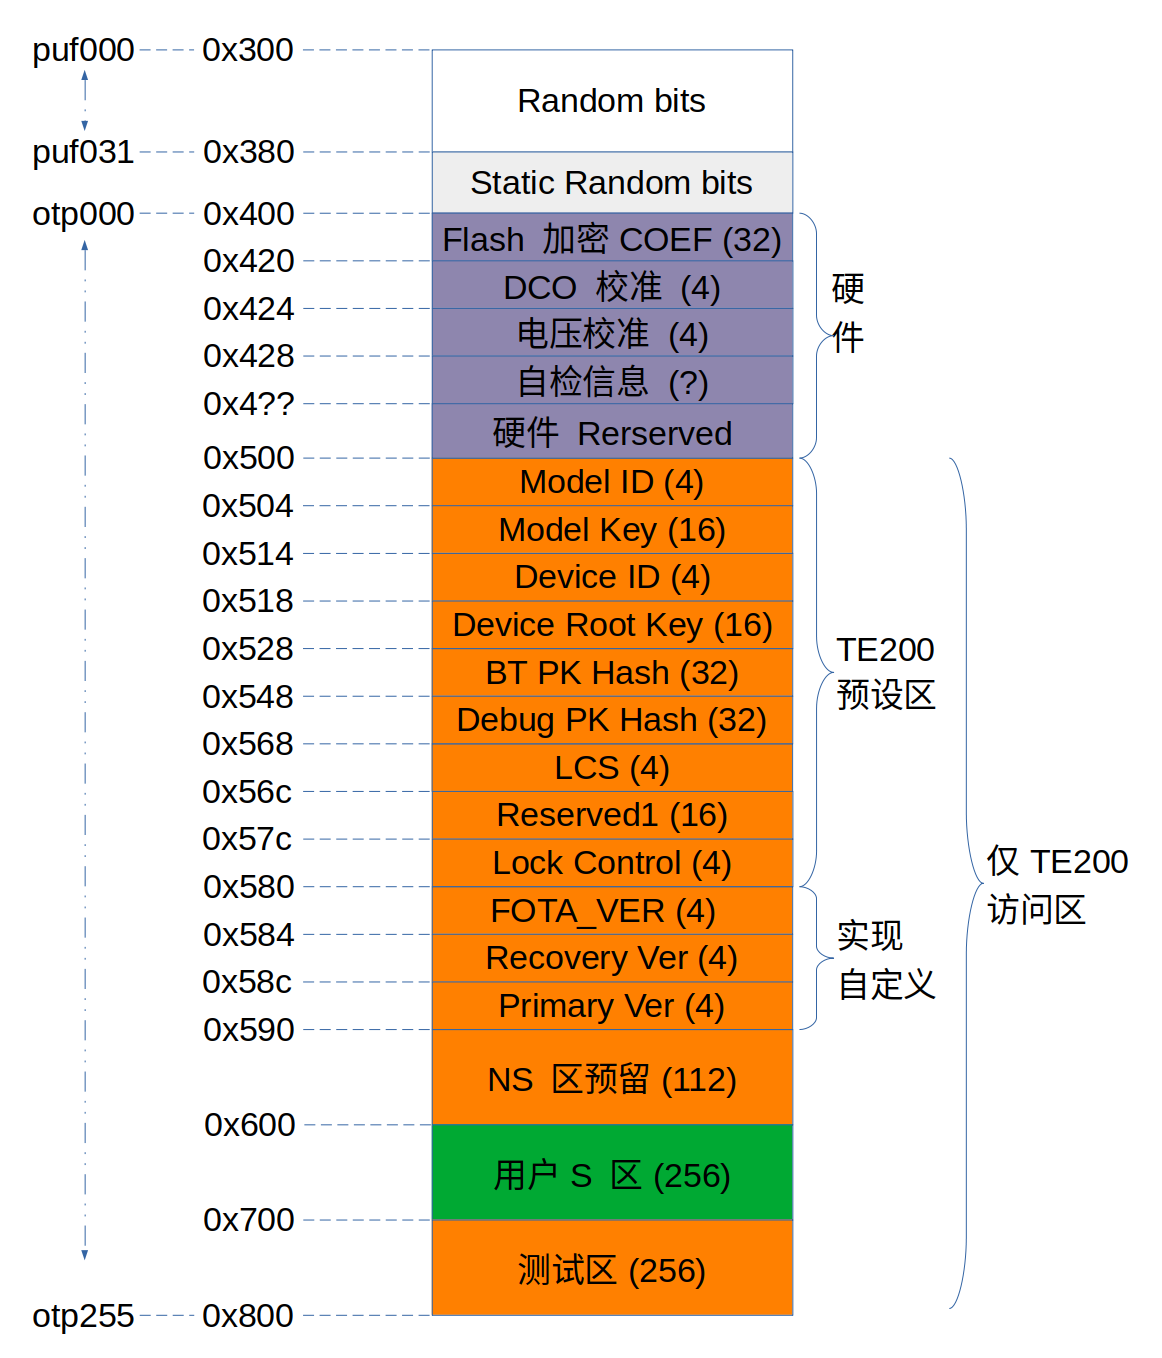 puf000 0x300
Random bits
puf031 0x380
Static Random bits
otp000 0x400
Flash 加密 COEF (32)
0x420
DCO 校准 (4)
硬
件
0x424
电压校准 (4)
0x428
自检信息 (?)
0x4??
硬件 Rerserved
0x500
Model ID (4)
0x504
Model Key (16)
0x514
Device ID (4)
0x518
Device Root Key (16)
0x528
BT PK Hash (32)
TE200
预设区
0x548
Debug PK Hash (32)
0x568
LCS (4)
0x56c
Reserved1 (16)
0x57c
Lock Control (4)
仅 TE200
访问区
0x580
FOTA_VER (4)
0x584
Recovery Ver (4)
实现
自定义
0x58c
Primary Ver (4)
0x590
NS 区预留 (112)
0x600
用户 S 区 (256)
0x700
测试区 (256)
otp255 0x800